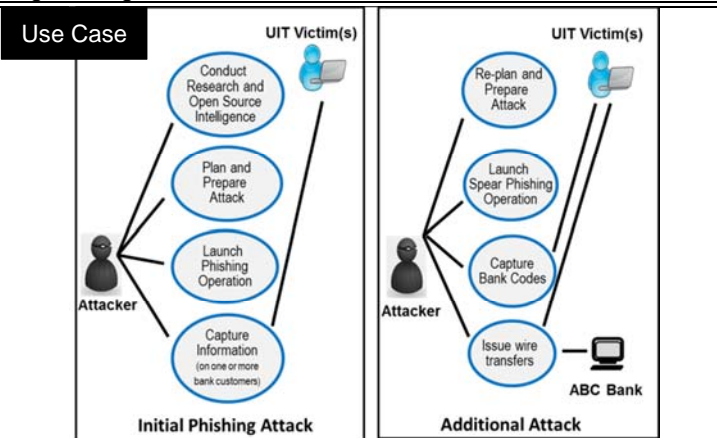 Use Case
UIT Victim(s)
Conduct
Research and
Open Source
Intelligence
Plan and
Prepare
Attack
Launch
Phishing
Operation
Attacker
Capture
Information
(on one or more
bank customers)
Initial Phishing Attack
UIT Victim(s)
Re-plan and
Prepare
Attack
Launch
Spear Phishing
Operation
Capture
Bank Codes
Attacker
Issue wire
transfers
ABC Bank
Additional Attack